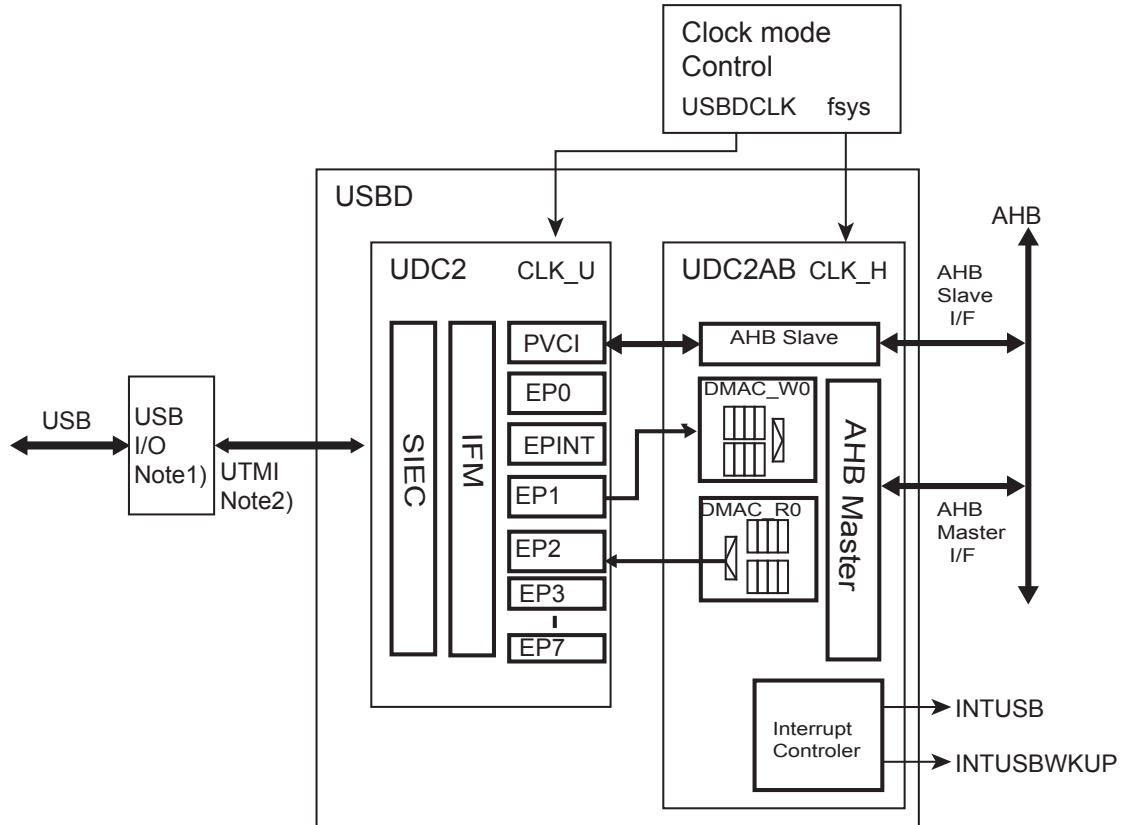 Clock mode
Control
USBDCLK fsys
USBD
AHB
UDC2 CLK_U
UDC2AB CLK_H
AHB
Slave
I/F
PVCI
AHB Slave
EP0
DMAC_W0
USB
USB
I/O
Note1)
UTMI
Note2)
SIEC
IFM
EPINT
AHB Master
EP1
DMAC_R0
AHB
Master
I/F
EP2
EP3
EP7
Interrupt
Controler
INTUSB
INTUSBWKUP